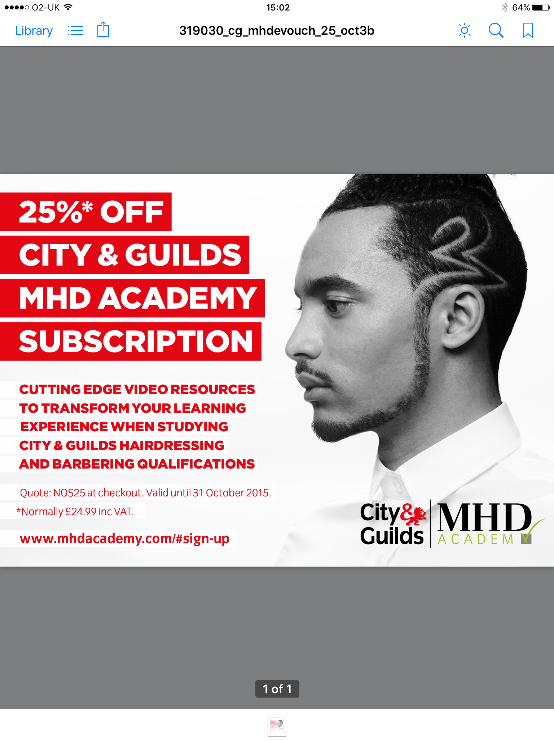 O2-UK 15:02 64%
Library 319030_cg_mhdevouch_25_oct3b
25%* OFF
CITY & GUILDS
MHD ACADEMY
SUBSCRIPTION
CUTTING EDGE VIDEO RESOURCES
TO TRANSFORM YOUR LEARNING
EXPERIENCE WHEN STUDYING
CITY & GUILDS HAIRDRESSING
AND BARBERING QUALIFICATIONS
Quote: NOS25 at checkout. Valid until 31 October 2015.
*Normally £24.99 inc VAT.
www.mhdacademy.com/#sign-up
City&
Guilds
MHD
ACADEM
1 of 1